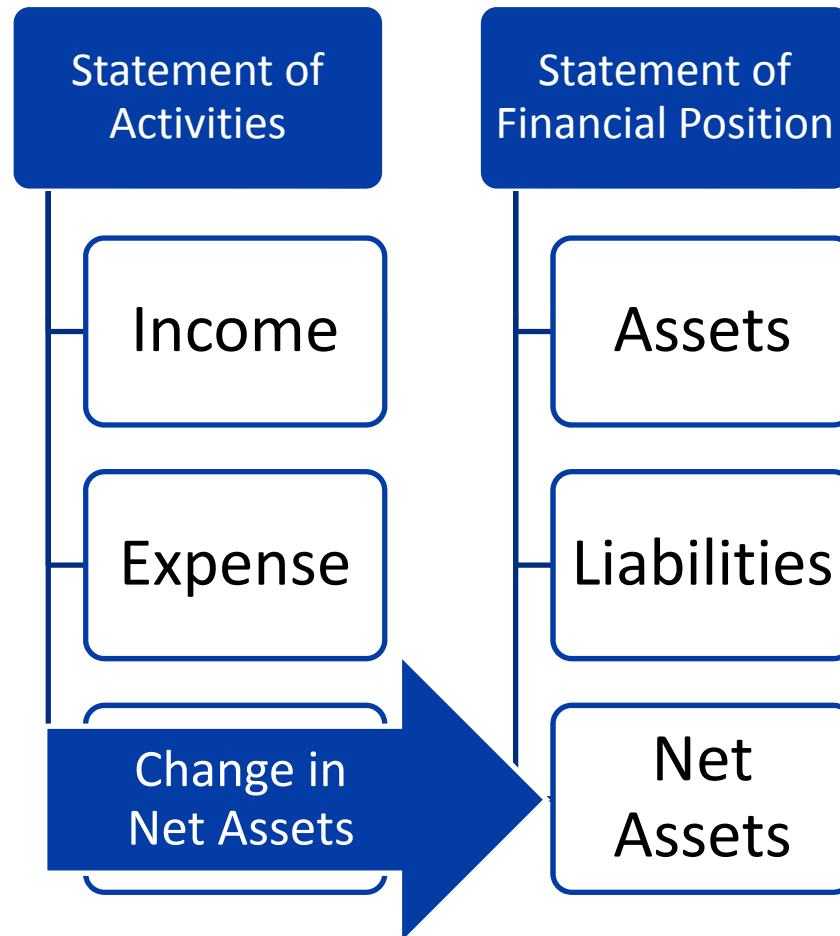 Statement of
Activities
Income
Expense
Change in
Net Assets
Statement of
Financial Position
Assets
Liabilities
Net
Assets